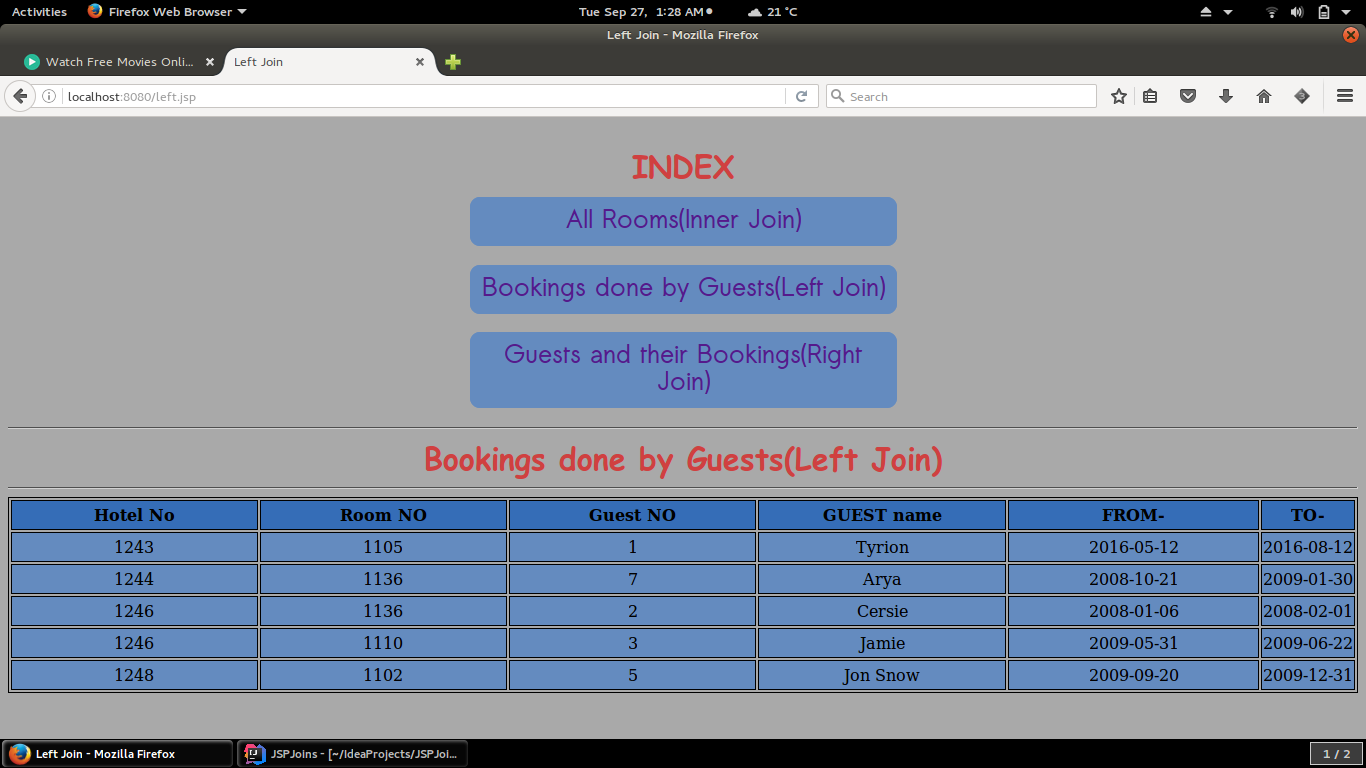 Activities Firefox Web Browser Tue Sep 27, 1:28 AM 21 °C
Left Join - Mozilla Firefox
Watch Free Movies Onli... Left Join
localhost:8080/left.jsp Search
INDEX
All Rooms(Inner Join)
Bookings done by Guests(Left Join)
Guests and their Bookings(Right
Join)
Bookings done by Guests(Left Join)
Hotel No Room NO Guest NO GUEST name FROM- TO-
1243 1105 1 Tyrion 2016-05-12 2016-08-12
1244 1136 7 Arya 2008-10-21 2009-01-30
1246 1136 2 Cersie 2008-01-06 2008-02-01
1246 1110 3 Jamie 2009-05-31 2009-06-22
1248 1102 5 Jon Snow 2009-09-20 2009-12-31
Left Join - Mozilla Firefox JSPJoins - [~/IdeaProjects/JSPJoi... 1 / 2